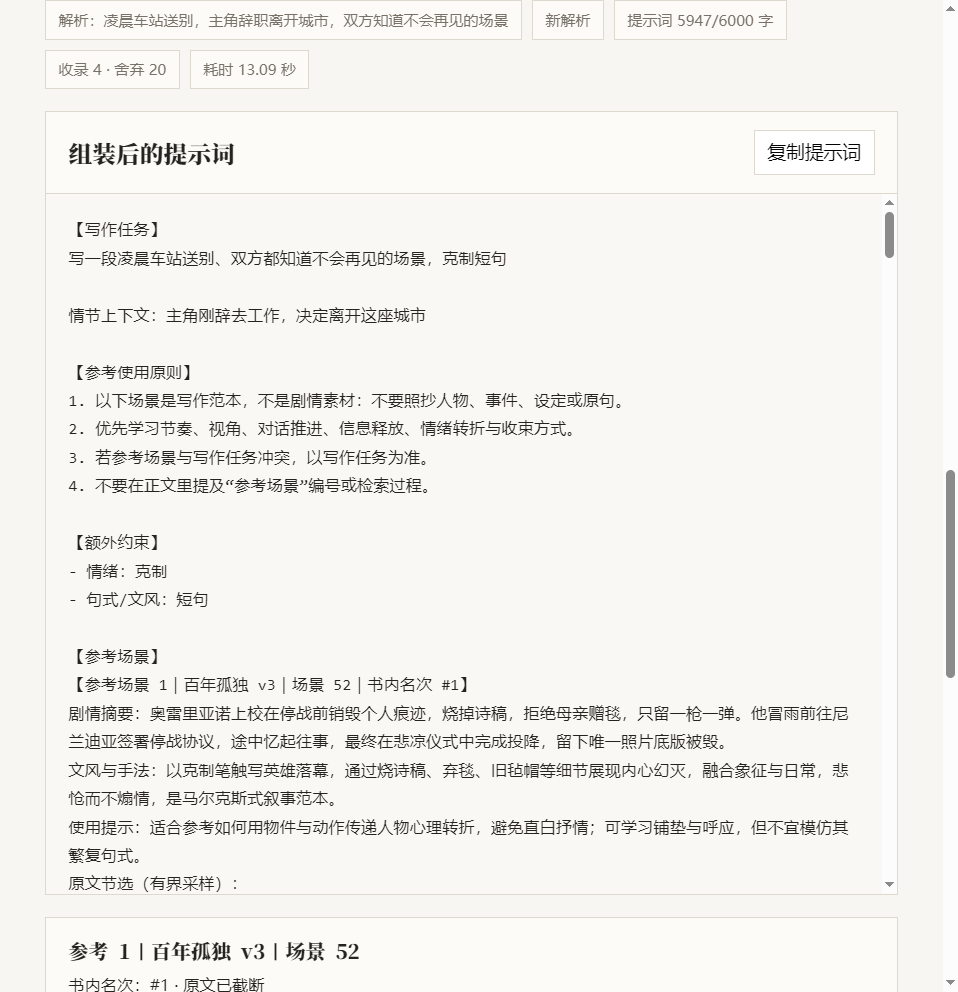 解析：凌晨车站送别，主角辞职离开城市，双方知道不会再见的场景
新解析
提示词 5947/6000 字
收录 4 · 舍弃 20
耗时 13.09 秒
组装后的提示词
复制提示词
【写作任务】
写一段凌晨车站送别、双方都知道不会再见的场景，克制短句
情节上下文：主角刚辞去工作，决定离开这座城市
【参考使用原则】
1. 以下场景是写作范本，不是剧情素材：不要照抄人物、事件、设定或原句。
2. 优先学习节奏、视角、对话推进、信息释放、情绪转折与收束方式。
3. 若参考场景与写作任务冲突，以写作任务为准。
4. 不要在正文里提及“参考场景”编号或检索过程。
【额外约束】
- 情绪：克制
- 句式/文风：短句
【参考场景】
【参考场景 1｜百年孤独 v3｜场景 52｜书内名次 #1】
剧情摘要：奥雷里亚诺上校在停战前销毁个人痕迹，烧掉诗稿，拒绝母亲赠毯，只留一枪一弹。他冒雨前往尼
兰迪亚签署停战协议，途中忆起往事，最终在悲凉仪式中完成投降，留下唯一照片底版被毁。
文风与手法：以克制笔触写英雄落幕，通过烧诗稿、弃毯、旧毡帽等细节展现内心幻灭，融合象征与日常，悲
怆而不煽情，是马尔克斯式叙事范本。
使用提示：适合参考如何用物件与动作传递人物心理转折，避免直白抒情；可学习铺垫与呼应，但不宜模仿其
繁复句式。
原文节选（有界采样）：
参考 1｜百年孤独 v3｜场景 52
书内名次：#1 · 原文已截断